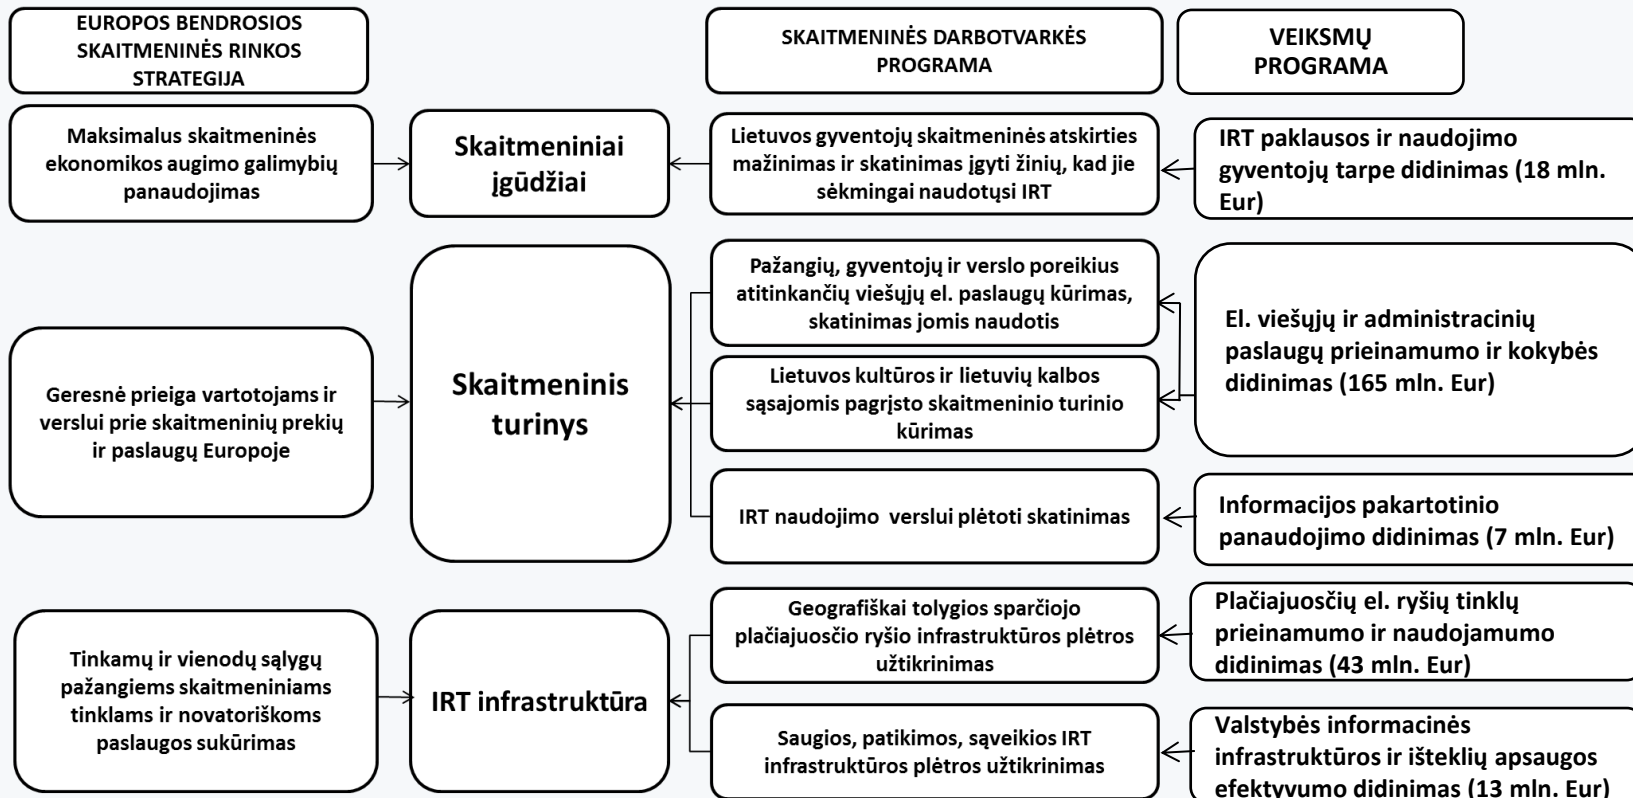 EUROPOS BENDROSIOS
SKAITMENINĖS RINKOS
STRATEGIJA
SKAITMENINĖS DARBOTVARKĖS
PROGRAMA
VEIKSMŲ
PROGRAMA
Maksimalus skaitmeninės
ekonomikos augimo galimybių
panaudojimas
Skaitmeniniai
įgūdžiai
Lietuvos gyventojų skaitmeninės atskirties
mažinimas ir skatinimas įgyti žinių, kad jie
sėkmingai naudotųsi IRT
IRT paklausos ir naudojimo
gyventojų tarpe didinimas (18 mln.
Eur)
Geresnė prieiga vartotojams ir
verslui prie skaitmeninių prekių
ir paslaugų Europoje
Skaitmeninis
turinys
Pažangių, gyventojų ir verslo poreikius
atitinkančių viešųjų el. paslaugų kūrimas,
skatinimas jomis naudotis
Lietuvos kultūros ir lietuvių kalbos
sąsajomis pagrįsto skaitmeninio turinio
kūrimas
IRT naudojimo verslui plėtoti skatinimas
El. viešųjų ir administracinių
paslaugų prieinamumo ir kokybės
didinimas (165 mln. Eur)
Informacijos pakartotinio
panaudojimo didinimas (7 mln. Eur)
Tinkamų ir vienodų sąlygų
pažangiems skaitmeniniams
tinklams ir novatoriškoms
paslaugos sukūrimas
IRT infrastruktūra
Geografiškai tolygios sparčiojo
plačiajuosčio ryšio infrastruktūros plėtros
užtikrinimas
Saugios, patikimos, sąveikios IRT
infrastruktūros plėtros užtikrinimas
Plačiajuosčių el. ryšių tinklų
prieinamumo ir naudojamumo
didinimas (43 mln. Eur)
Valstybės informacinės
infrastruktūros ir išteklių apsaugos
efektyvumo didinimas (13 mln. Eur)